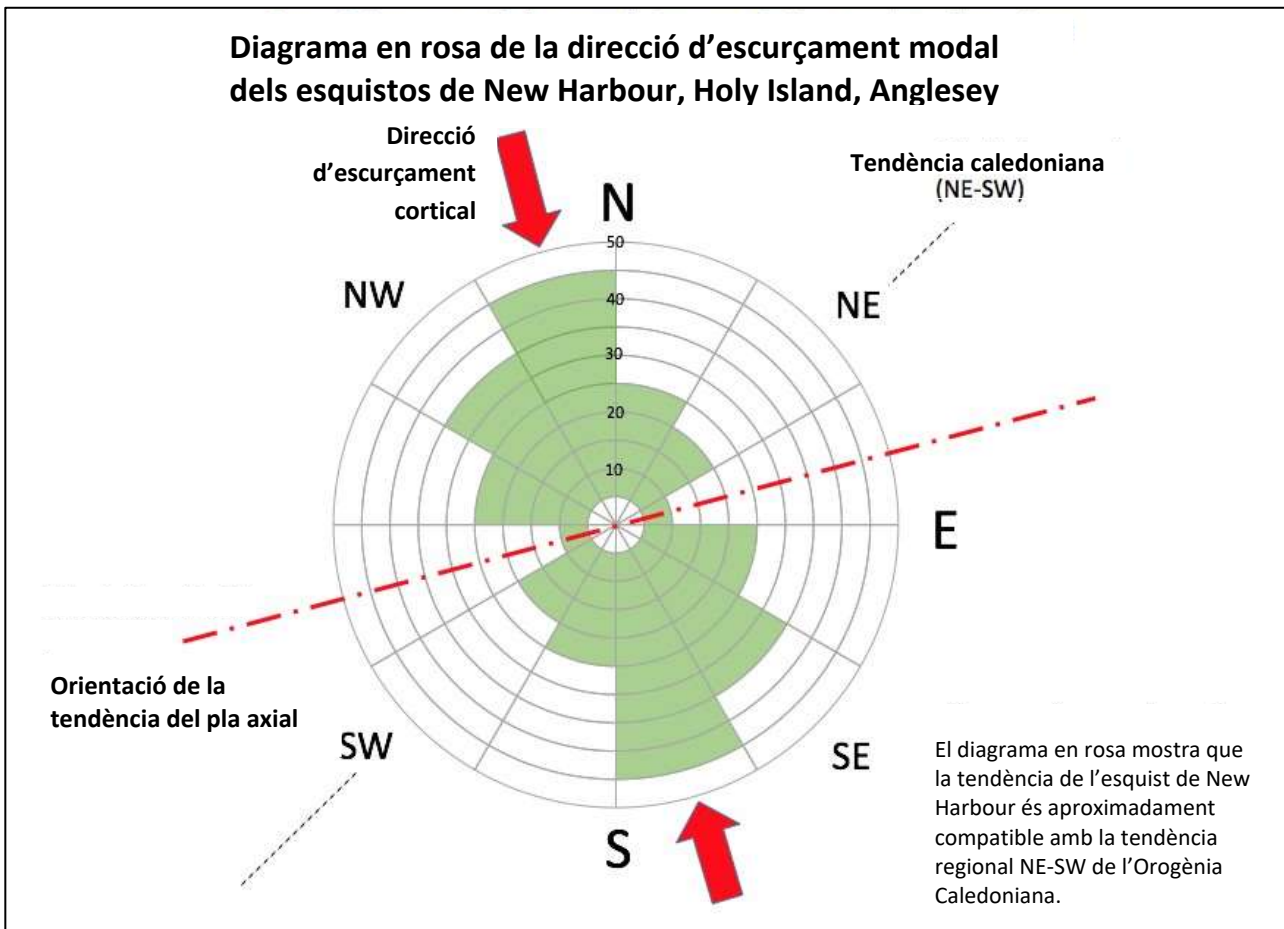 Diagrama en rosa de la direcció d’escurçament modal
dels esquistos de New Harbour, Holy Island, Anglesey
Direcció
d’escurçament
cortical
Tendència caledoniana
(NE-SW)
N
50
40
30
20
10
NW
NE
E
Orientació de la
tendència del pla axial
SW
SE
S
El diagrama en rosa mostra que
la tendència de l’esquist de New
Harbour és aproximadament
compatible amb la tendència
regional NE-SW de l’Orogènia
Caledoniana.